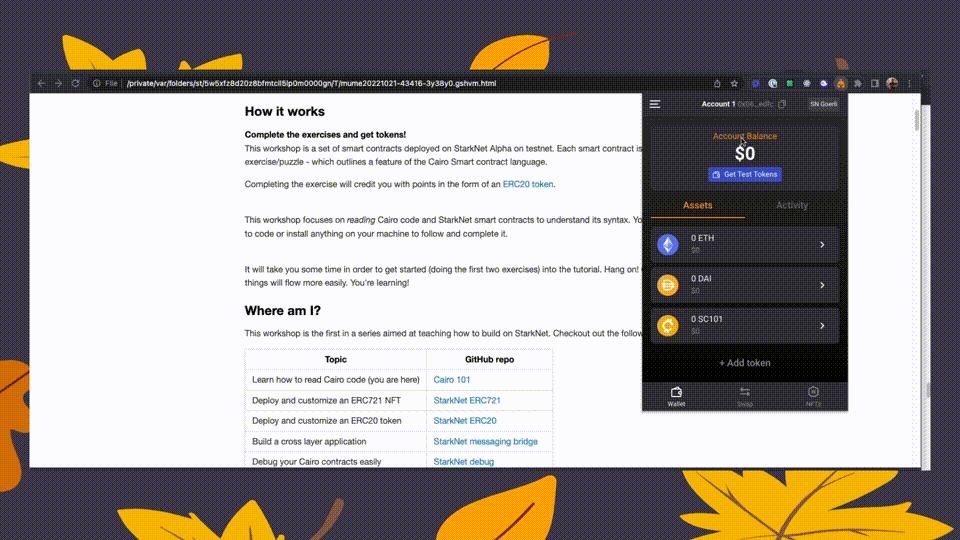 File
/private/var/folders/st/5w5xfz8d20z8bfmtcil5lp0m0000gn/T/mume20221021-43416-3y38y0.gshvm.html
How it works
Complete the exercises and get tokens!
This workshop is a set of smart contracts deployed on StarkNet Alpha on testnet. Each smart contract is
exercise/puzzle - which outlines a feature of the Cairo Smart contract language.
Completing the exercise will credit you with points in the form of an ERC20 token.
This workshop focuses on reading Cairo code and StarkNet smart contracts to understand its syntax. Yo
to code or install anything on your machine to follow and complete it.
It will take you some time in order to get started (doing the first two exercises) into the tutorial. Hang on!
things will flow more easily. You're learning!
Where am I?
This workshop is the first in a series aimed at teaching how to build on StarkNet. Checkout out the follow
Topic GitHub repo
Learn how to read Cairo code (you are here) Cairo 101
Deploy and customize an ERC721 NFT StarkNet ERC721
Deploy and customize an ERC20 token StarkNet ERC20
Build a cross layer application StarkNet messaging bridge
Debug your Cairo contracts easily StarkNet debug
Account 1 SN Goerli
Account Balance
$0
Get Test Tokens
Assets Activity
0 ETH
$0
0 DAI
$0
0 SC101
$0
+ Add token
Wallet Swap NFTs